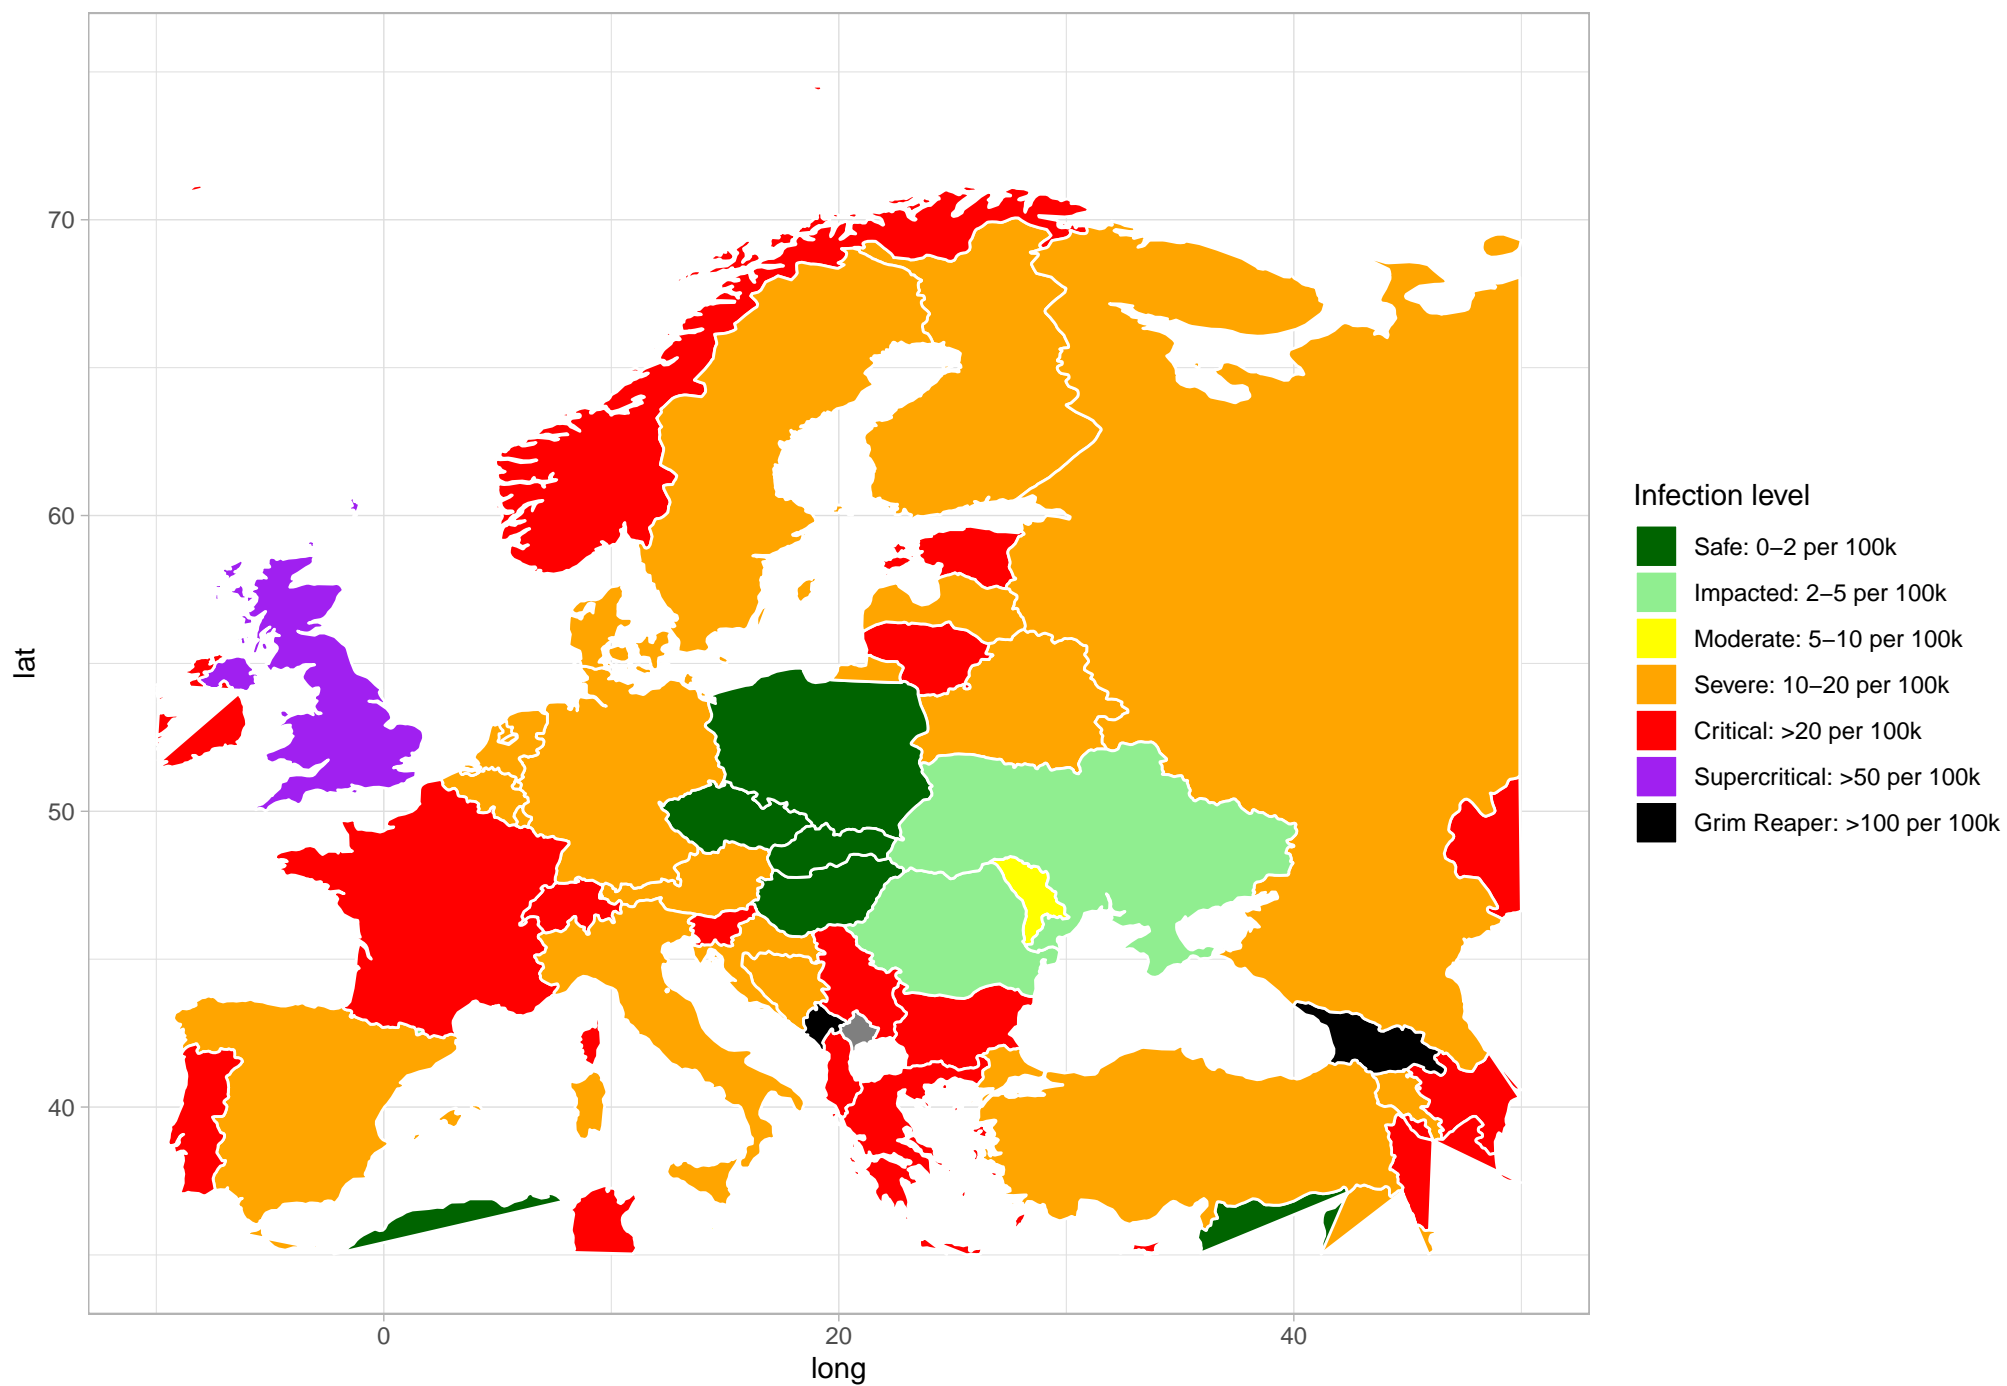 70
60
50
40
lat
0
20
40
long
Infection level
Safe: 0−2 per 100k
Impacted: 2−5 per 100k
Moderate: 5−10 per 100k
Severe: 10−20 per 100k
Critical: >20 per 100k
Supercritical: >50 per 100k
Grim Reaper: >100 per 100k